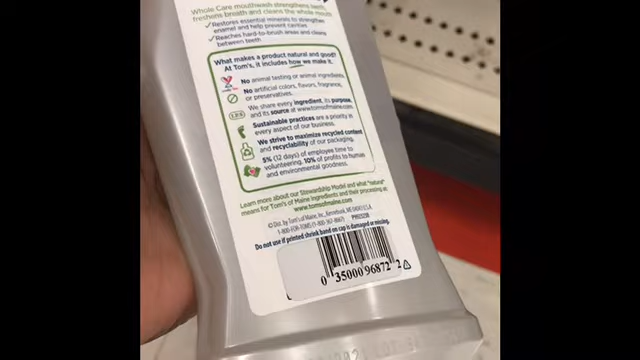 Whole Care mouthwash strengthens teeth,
freshens breath and cleans the whole mouth
✓Restores essential minerals to strengthen
enamel and help prevent cavities
✓Reaches hard-to-brush areas and cleans
between teeth
What makes a product natural and good?
At Tom's, it includes how we make it.
No animal testing or animal ingredients.
No artificial colors, flavors, fragrance,
or preservatives.
We share every ingredient, its purpose,
and its source at www.tomsofmaine.com
Sustainable practices are a priority in
every aspect of our business.
We strive to maximize recycled content
and recyclability of our packaging.
5% (12 days) of employee time to
volunteering. 10% of profits to human
and environmental goodness.
Learn more about our Stewardship Model and what "natural"
means for Tom's of Maine ingredients and their processing at
www.tomsofmaine.com
© Dist. by Tom's of Maine, Inc., Kennebunk, ME 04043 U.S.A.
1-800-FOR-TOMS (1-800-367-8667)
Do not use if printed shrink band on cap is damaged or missing.
0 35000 96872 2